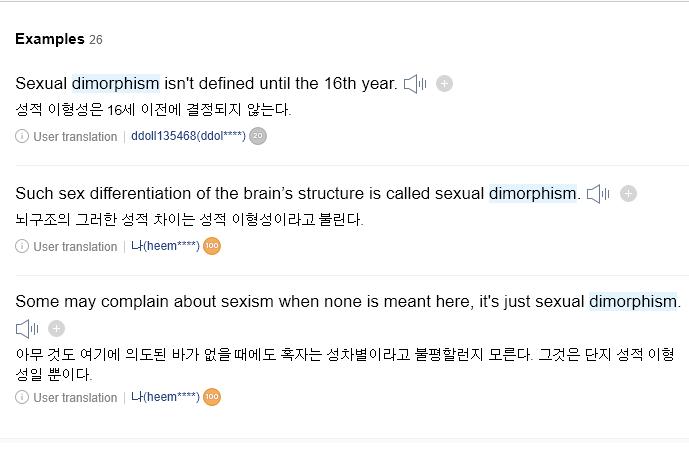 Examples 26
Sexual dimorphism isn't defined until the 16th year.
성적 이형성은 16세 이전에 결정되지 않는다.
User translation | ddoll135468(ddol****) 20
Such sex differentiation of the brain’s structure is called sexual dimorphism.
뇌구조의 그러한 성적 차이는 성적 이형성이라고 불린다.
User translation | 나(heem****) 100
Some may complain about sexism when none is meant here, it's just sexual dimorphism.
아무 것도 여기에 의도된 바가 없을 때에도 혹자는 성차별이라고 불평할런지 모른다. 그것은 단지 성적 이형
성일 뿐이다.
User translation | 나(heem****) 100